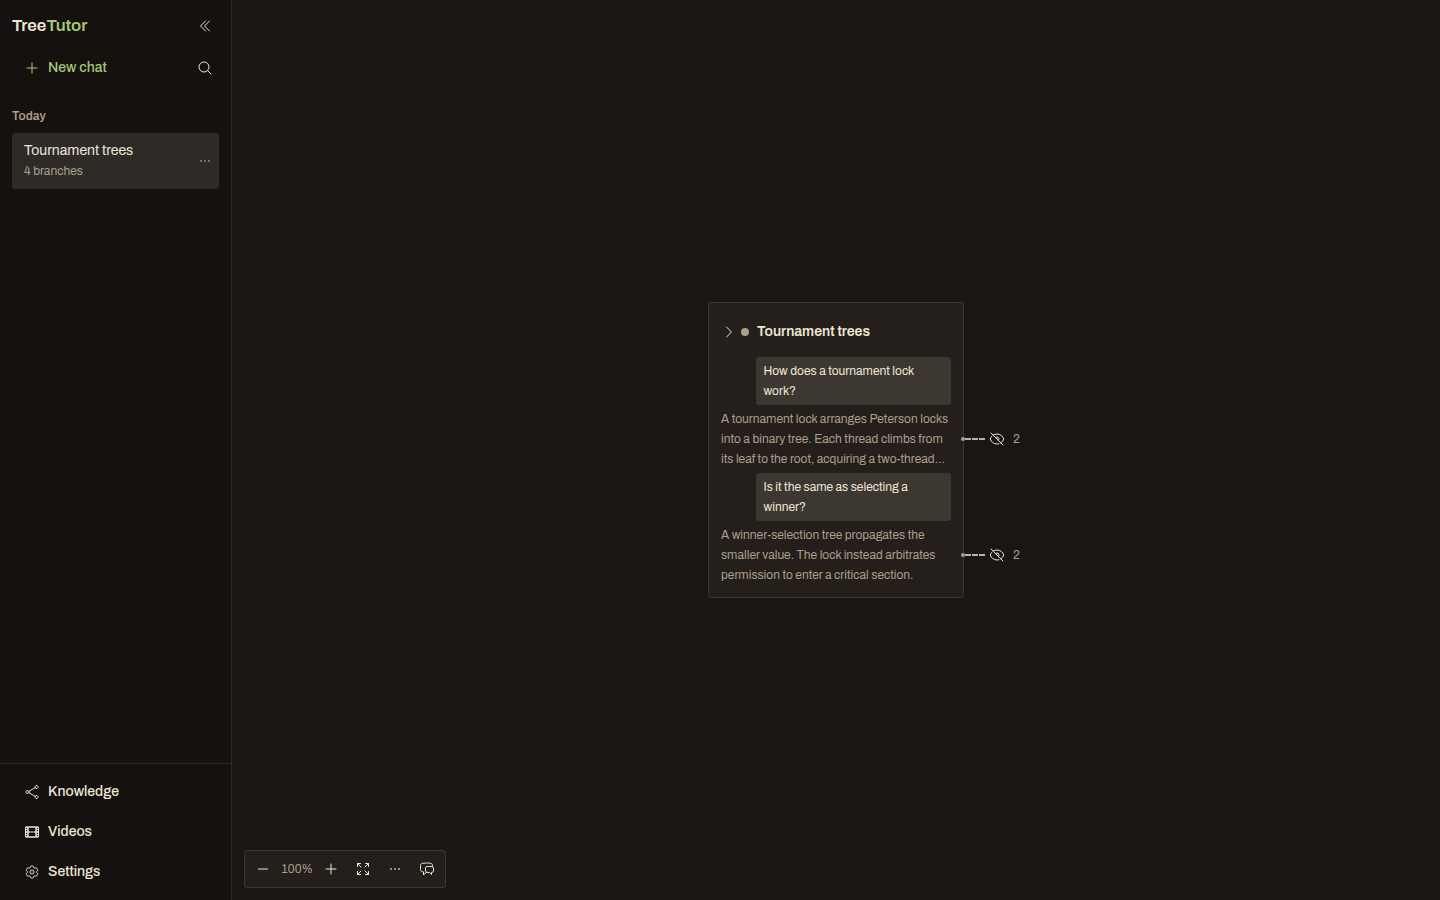 TreeTutor
New chat
Today
Tournament trees
4 branches
Knowledge
Videos
Settings
Tournament trees
How does a tournament lock
work?
A tournament lock arranges Peterson locks
into a binary tree. Each thread climbs from
its leaf to the root, acquiring a two-thread...
2
Is it the same as selecting a
winner?
A winner-selection tree propagates the
smaller value. The lock instead arbitrates
permission to enter a critical section.
2
100%